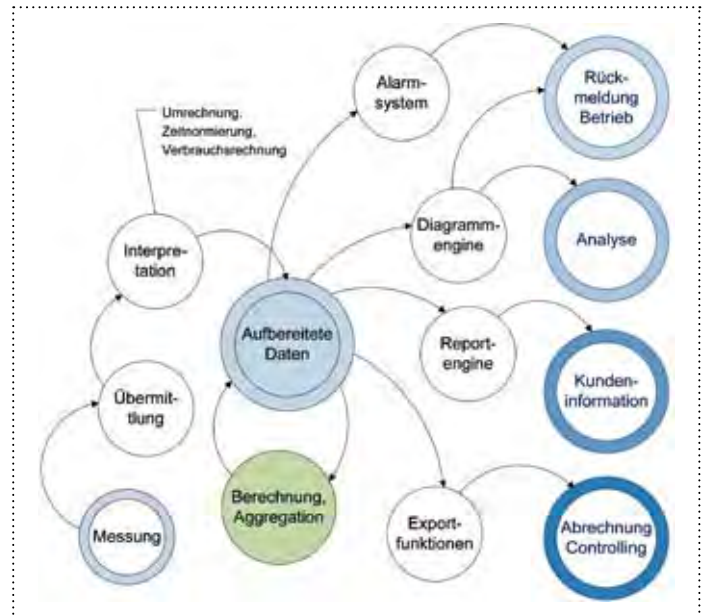 Alarm-
system
Rück-
meldung
Betrieb
Umrechnung,
Zeitnormierung,
Verbrauchsrechnung
Interpre-
tation
Diagramm-
engine
Analyse
Aufbereitete
Daten
Report-
engine
Kunden-
information
Übermit-
tlung
Berechnung,
Aggregation
Messung
Export-
funktionen
Abrechnung
Controlling